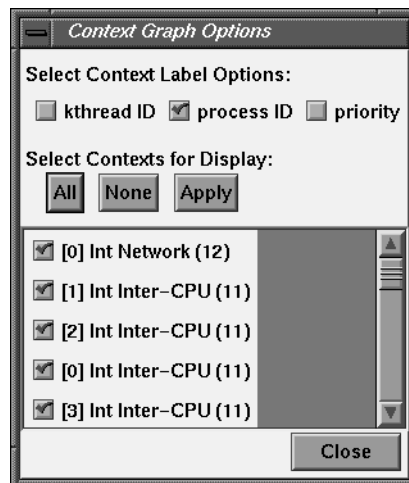 Context Graph Options
Select Context Label Options:
kthread ID process ID priority
Select Contexts for Display:
All None Apply
[0] Int Network (12)
[1] Int Inter-CPU (11)
[2] Int Inter-CPU (11)
[0] Int Inter-CPU (11)
[3] Int Inter-CPU (11)
Close